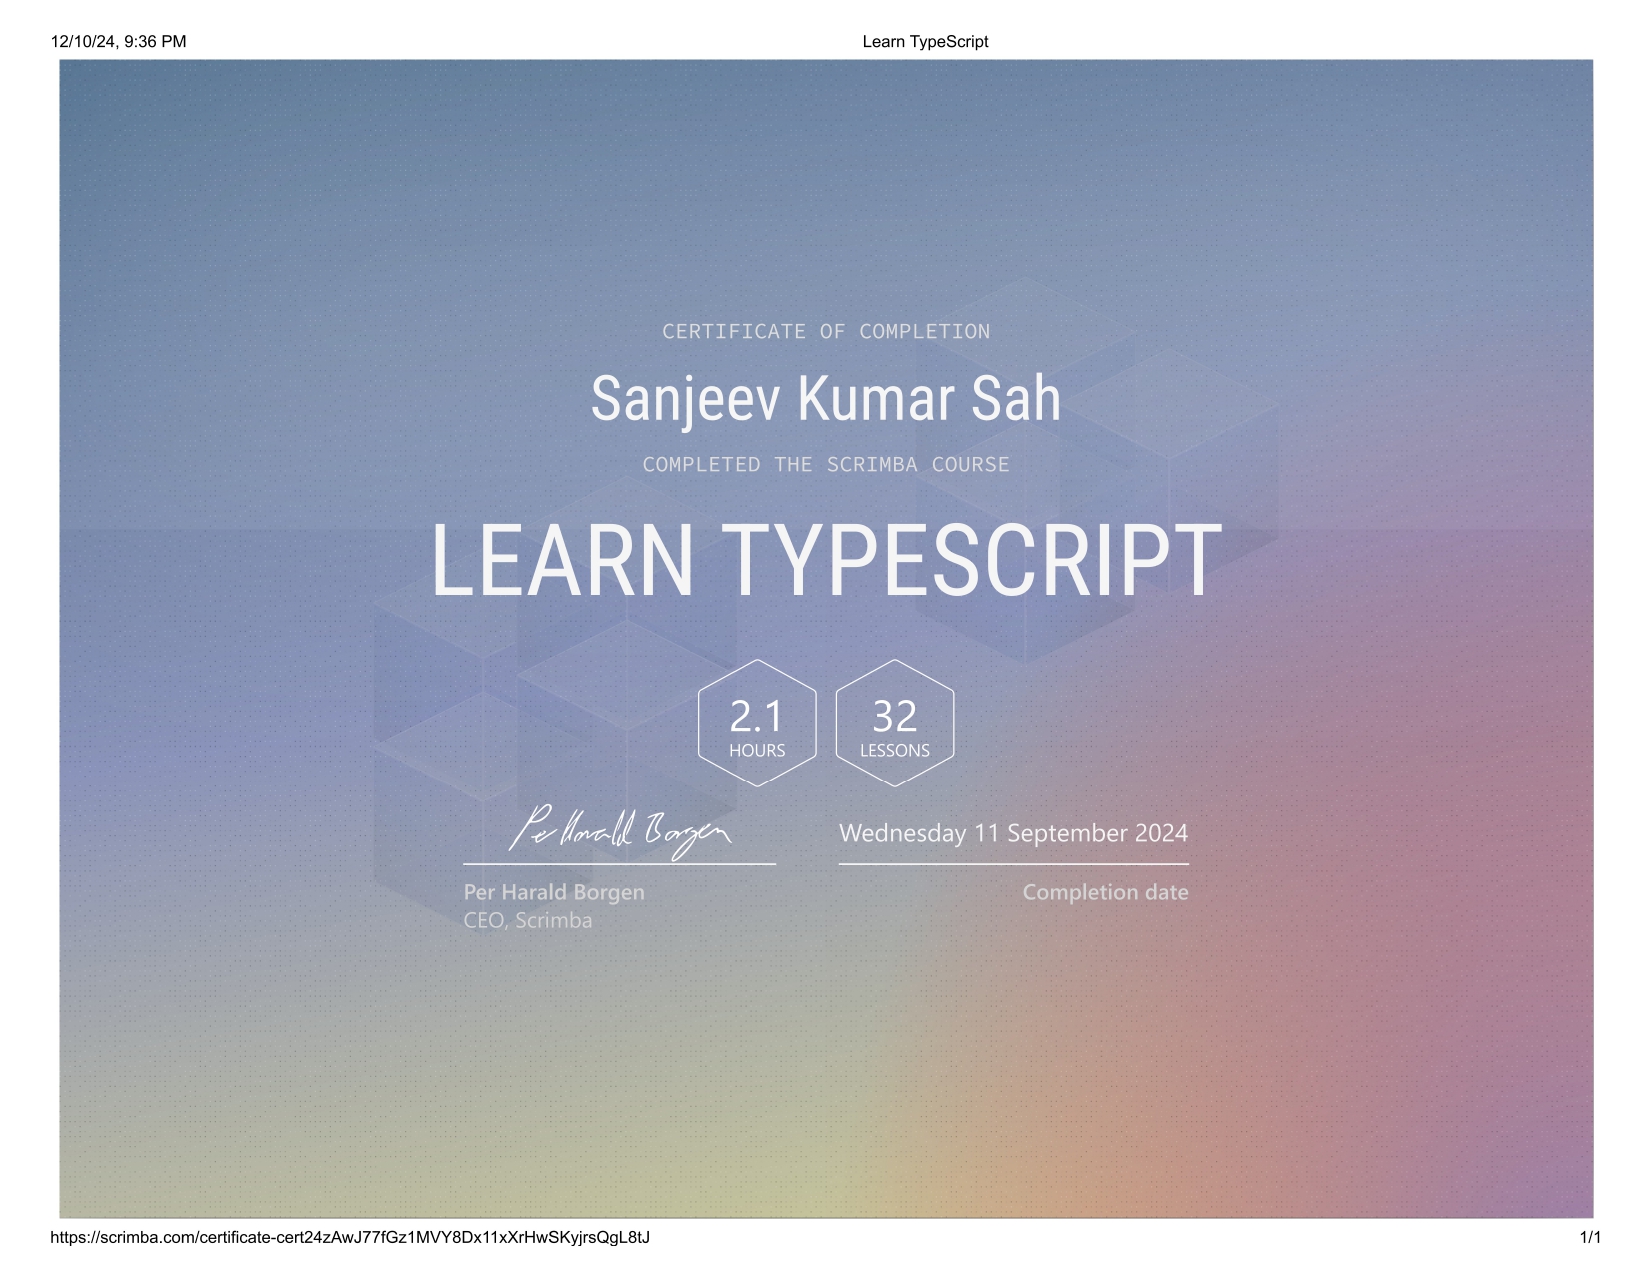 12/10/24, 9:36 PM
Learn TypeScript
CERTIFICATE OF COMPLETION
Sanjeev Kumar Sah
COMPLETED THE SCRIMBA COURSE
LEARN TYPESCRIPT
2.1
HOURS
32
LESSONS
Per Harald Borgen
Wednesday 11 September 2024
Per Harald Borgen
CEO, Scrimba
Completion date
https://scrimba.com/certificate-cert24zAwJ77fGz1MVY8Dx11xXrHwSKyjrsQgL8tJ
1/1